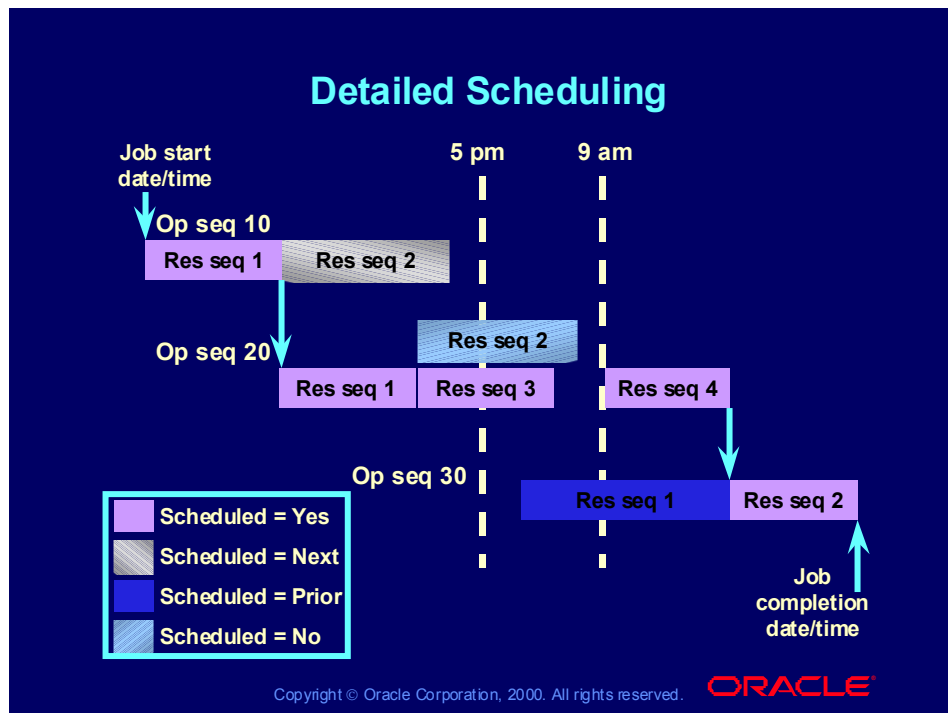 Detailed Scheduling
Job start
date/time
5 pm
9 am
Op seq 10
Res seq 1
Res seq 2
Op seq 20
Res seq 2
Res seq 1
Res seq 3
Res seq 4
Op seq 30
Res seq 1
Res seq 2
Scheduled = Yes
Scheduled = Next
Scheduled = Prior
Scheduled = No
Job
completion
date/time
Copyright © Oracle Corporation, 2000. All rights reserved.
ORACLE®